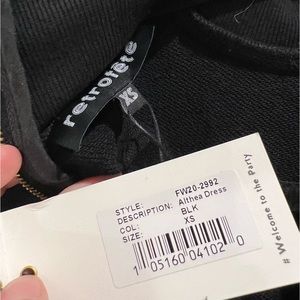 retrofête
XS
STYLE: FW20-2992
DESCRIPTION: Althea Dress
COL: BLK
SIZE: XS
1 05160 04102 0
# Welcome to the Party